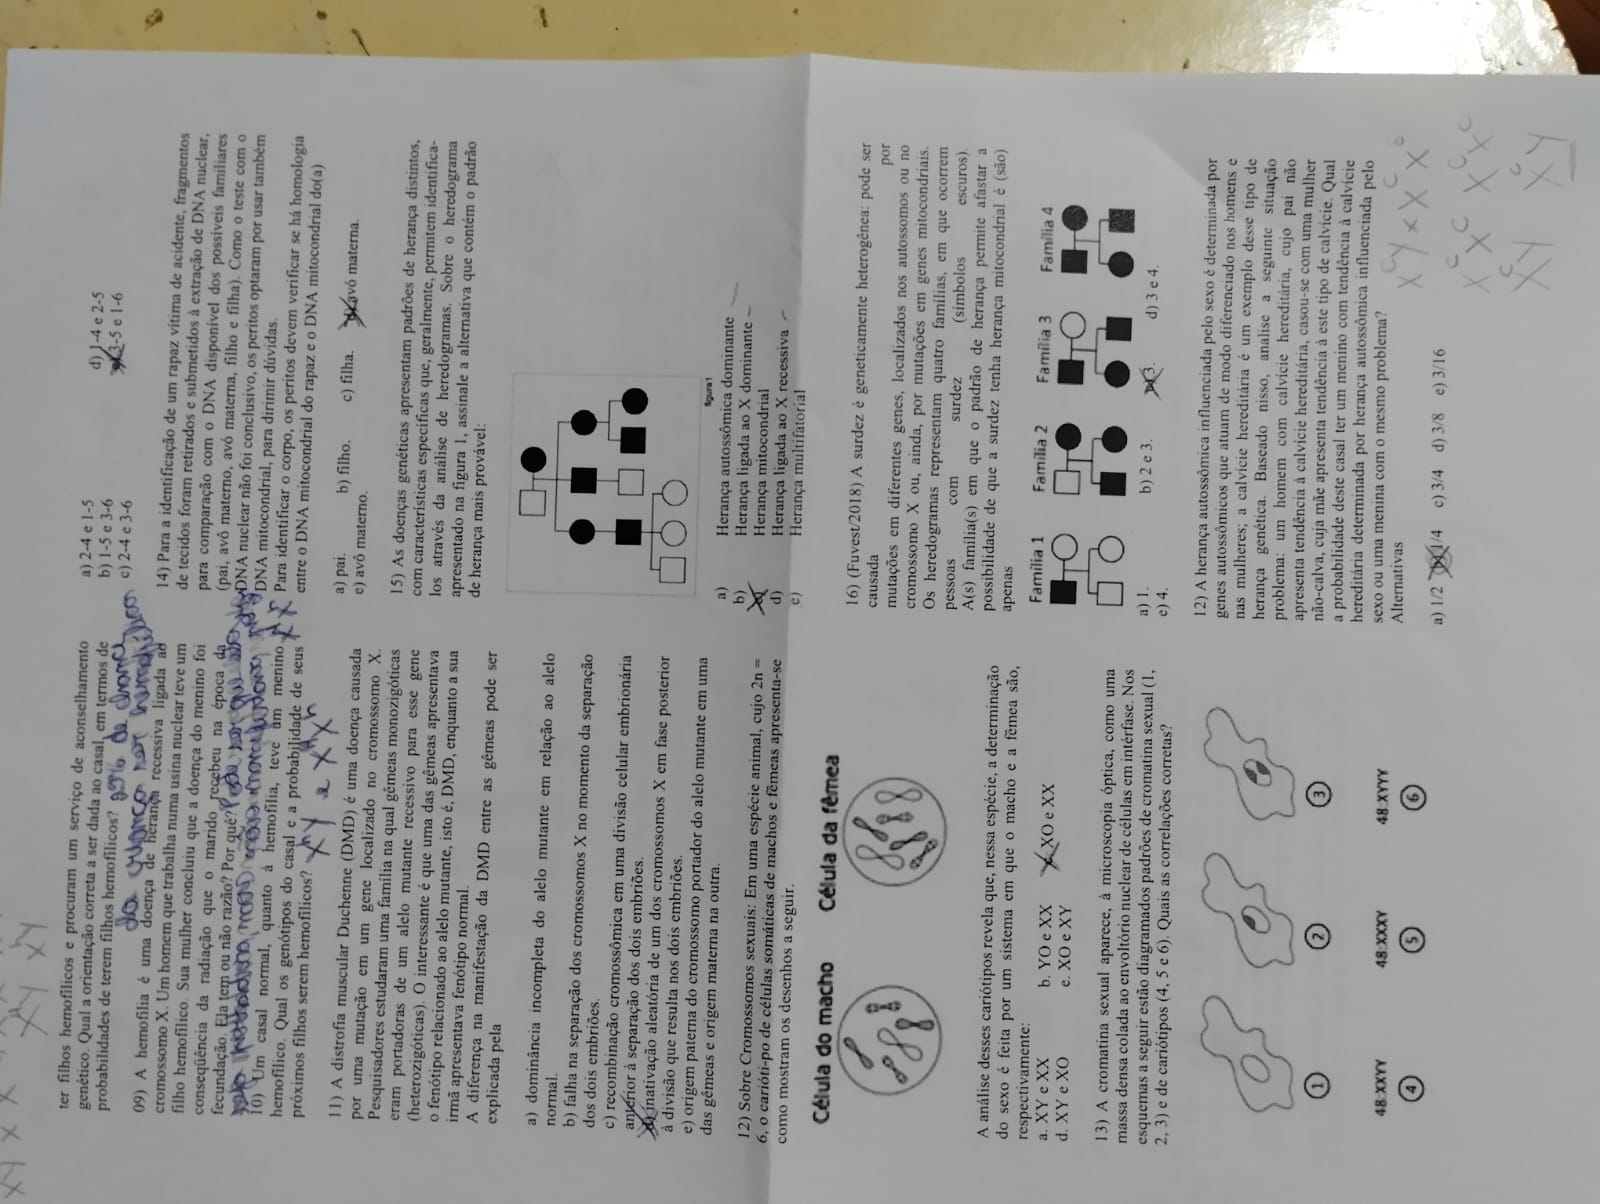 XY X X
XY XY
ter filhos hemofílicos e procuram um serviço de aconselhamento
genético. Qual a orientação correta a ser dada ao casal, em termos de
probabilidades de terem filhos hemofílicos? de chance
da criança ser hemofílica
09) A hemofilia é uma doença de herança recessiva ligada ao
cromossomo X. Um homem que trabalha numa usina nuclear teve um
filho hemofílico. Sua mulher concluiu que a doença do menino foi
conseqüência da radiação que o marido recebeu na época da
fecundação. Ela tem ou não razão? Por quê?
10) Um casal normal, quanto à hemofilia, teve um menino
hemofílico. Qual os genótipos do casal e a probabilidade de seus
próximos filhos serem hemofílicos?
11) A distrofia muscular Duchenne (DMD) é uma doença causada
por uma mutação em um gene localizado no cromossomo X.
Pesquisadores estudaram uma família na qual gêmeas monozigóticas
eram portadoras de um alelo mutante recessivo para esse gene
(heterozigóticas). O interessante é que uma das gêmeas apresentava
o fenótipo relacionado ao alelo mutante, isto é, DMD, enquanto a sua
irmã apresentava fenótipo normal.
A diferença na manifestação da DMD entre as gêmeas pode ser
explicada pela
a) dominância incompleta do alelo mutante em relação ao alelo
normal.
b) falha na separação dos cromossomos X no momento da separação
dos dois embriões.
c) recombinação cromossômica em uma divisão celular embrionária
anterior à separação dos dois embriões.
d) inativação aleatória de um dos cromossomos X em fase posterior
à divisão que resulta nos dois embriões.
e) origem paterna do cromossomo portador do alelo mutante em uma
das gêmeas e origem materna na outra.
12) Sobre Cromossomos sexuais: Em uma espécie animal, cujo 2n =
6, o carióti-po de células somáticas de machos e fêmeas apresenta-se
como mostram os desenhos a seguir.
Célula do macho Célula da fêmea
A análise desses cariótipos revela que, nessa espécie, a determinação
do sexo é feita por um sistema em que o macho e a fêmea são,
respectivamente:
a. XY e XX b. YO e XX c. XO e XX
d. XY e XO e. XO e XY
13) A cromatina sexual aparece, à microscopia óptica, como uma
massa densa colada ao envoltório nuclear de células em intérfase. Nos
esquemas a seguir estão diagramados padrões de cromatina sexual (1,
2, 3) e de cariótipos (4, 5 e 6). Quais as correlações corretas?
1 2 3
48:XXYY 48:XXXY 48:XYYY
4 5 6
a) 2-4 e 1-5 d) 1-4 e 2-5
b) 1-5 e 3-6 e) 3-5 e 1-6
c) 2-4 e 3-6
14) Para a identificação de um rapaz vítima de acidente, fragmentos
de tecidos foram retirados e submetidos à extração de DNA nuclear,
para comparação com o DNA disponível dos possíveis familiares
(pai, avô materno, avó materna, filho e filha). Como o teste com o
DNA nuclear não foi conclusivo, os peritos optaram por usar também
DNA mitocondrial, para dirimir dúvidas.
Para identificar o corpo, os peritos devem verificar se há homologia
entre o DNA mitocondrial do rapaz e o DNA mitocondrial do(a)
a) pai. b) filho. c) filha. d) avó materna.
e) avô materno.
15) As doenças genéticas apresentam padrões de herança distintos,
com características específicas que, geralmente, permitem identifica-
los através da análise de heredogramas. Sobre o heredograma
apresentado na figura 1, assinale a alternativa que contém o padrão
de herança mais provável:
figura1
a) Herança autossômica dominante
b) Herança ligada ao X dominante
c) Herança mitocondrial
d) Herança ligada ao X recessiva
e) Herança multifatorial
16) (Fuvest/2018) A surdez é geneticamente heterogênea: pode ser
causada por
mutações em diferentes genes, localizados nos autossomos ou no
cromossomo X ou, ainda, por mutações em genes mitocondriais.
Os heredogramas representam quatro famílias, em que ocorrem
pessoas com surdez (símbolos escuros).
A(s) família(s) em que o padrão de herança permite afastar a
possibilidade de que a surdez tenha herança mitocondrial é (são)
apenas
Família 1 Família 2 Família 3 Família 4
a) 1. b) 2 e 3. c) 3. d) 3 e 4.
e) 4.
12) A herança autossômica influenciada pelo sexo é determinada por
genes autossômicos que atuam de modo diferenciado nos homens e
nas mulheres; a calvície hereditária é um exemplo desse tipo de
herança genética. Baseado nisso, analise a seguinte situação
problema: um homem com calvície hereditária, cujo pai não
apresenta tendência à calvície hereditária, casou-se com uma mulher
não-calva, cuja mãe apresenta tendência à este tipo de calvície. Qual
a probabilidade deste casal ter um menino com tendência à calvície
hereditária determinada por herança autossômica influenciada pelo
sexo ou uma menina com o mesmo problema?
Alternativas
a) 1/2 b) 1/4 c) 3/4 d) 3/8 e) 3/16